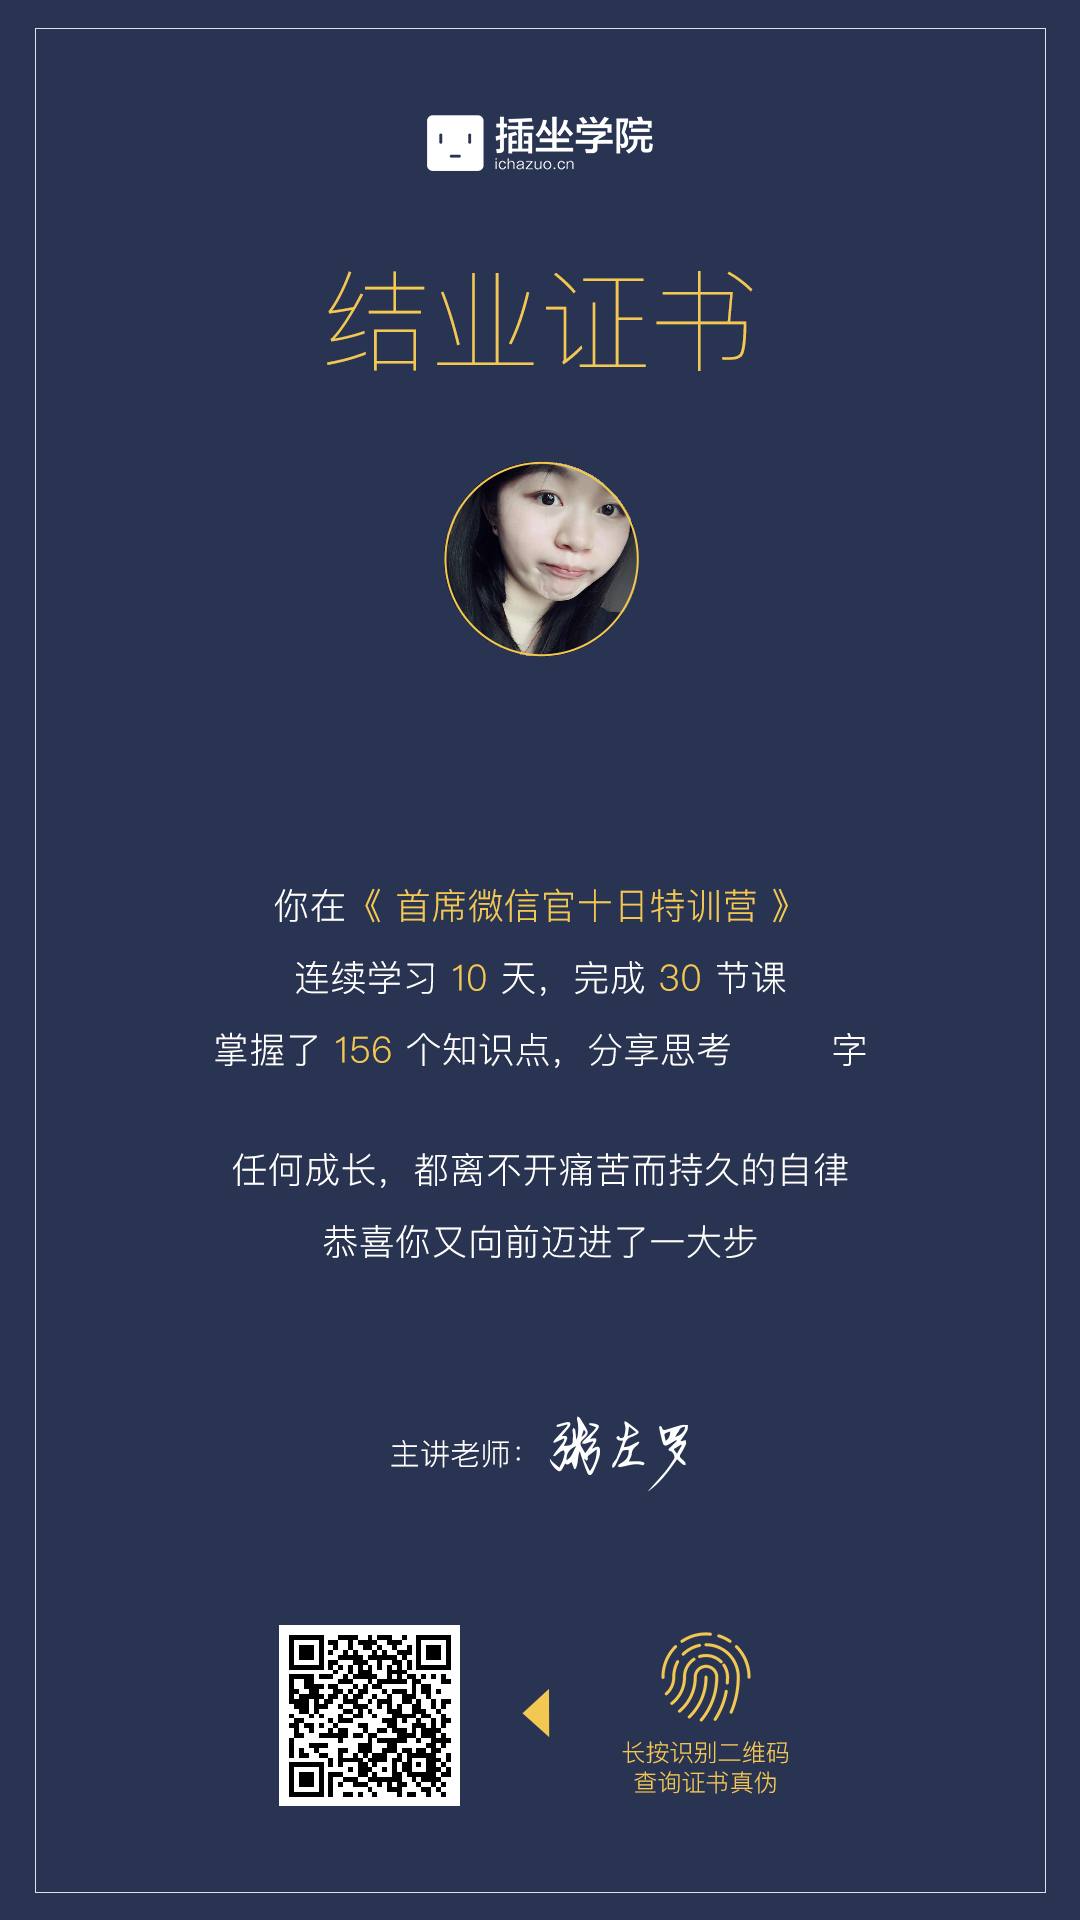 插坐学院
ichazuo.cn
结业证书
你在《 首席微信官十日特训营 》
连续学习 10 天，完成 30 节课
掌握了 156 个知识点，分享思考 字
任何成长，都离不开痛苦而持久的自律
恭喜你又向前迈进了一大步
主讲老师：粥左罗
长按识别二维码
查询证书真伪